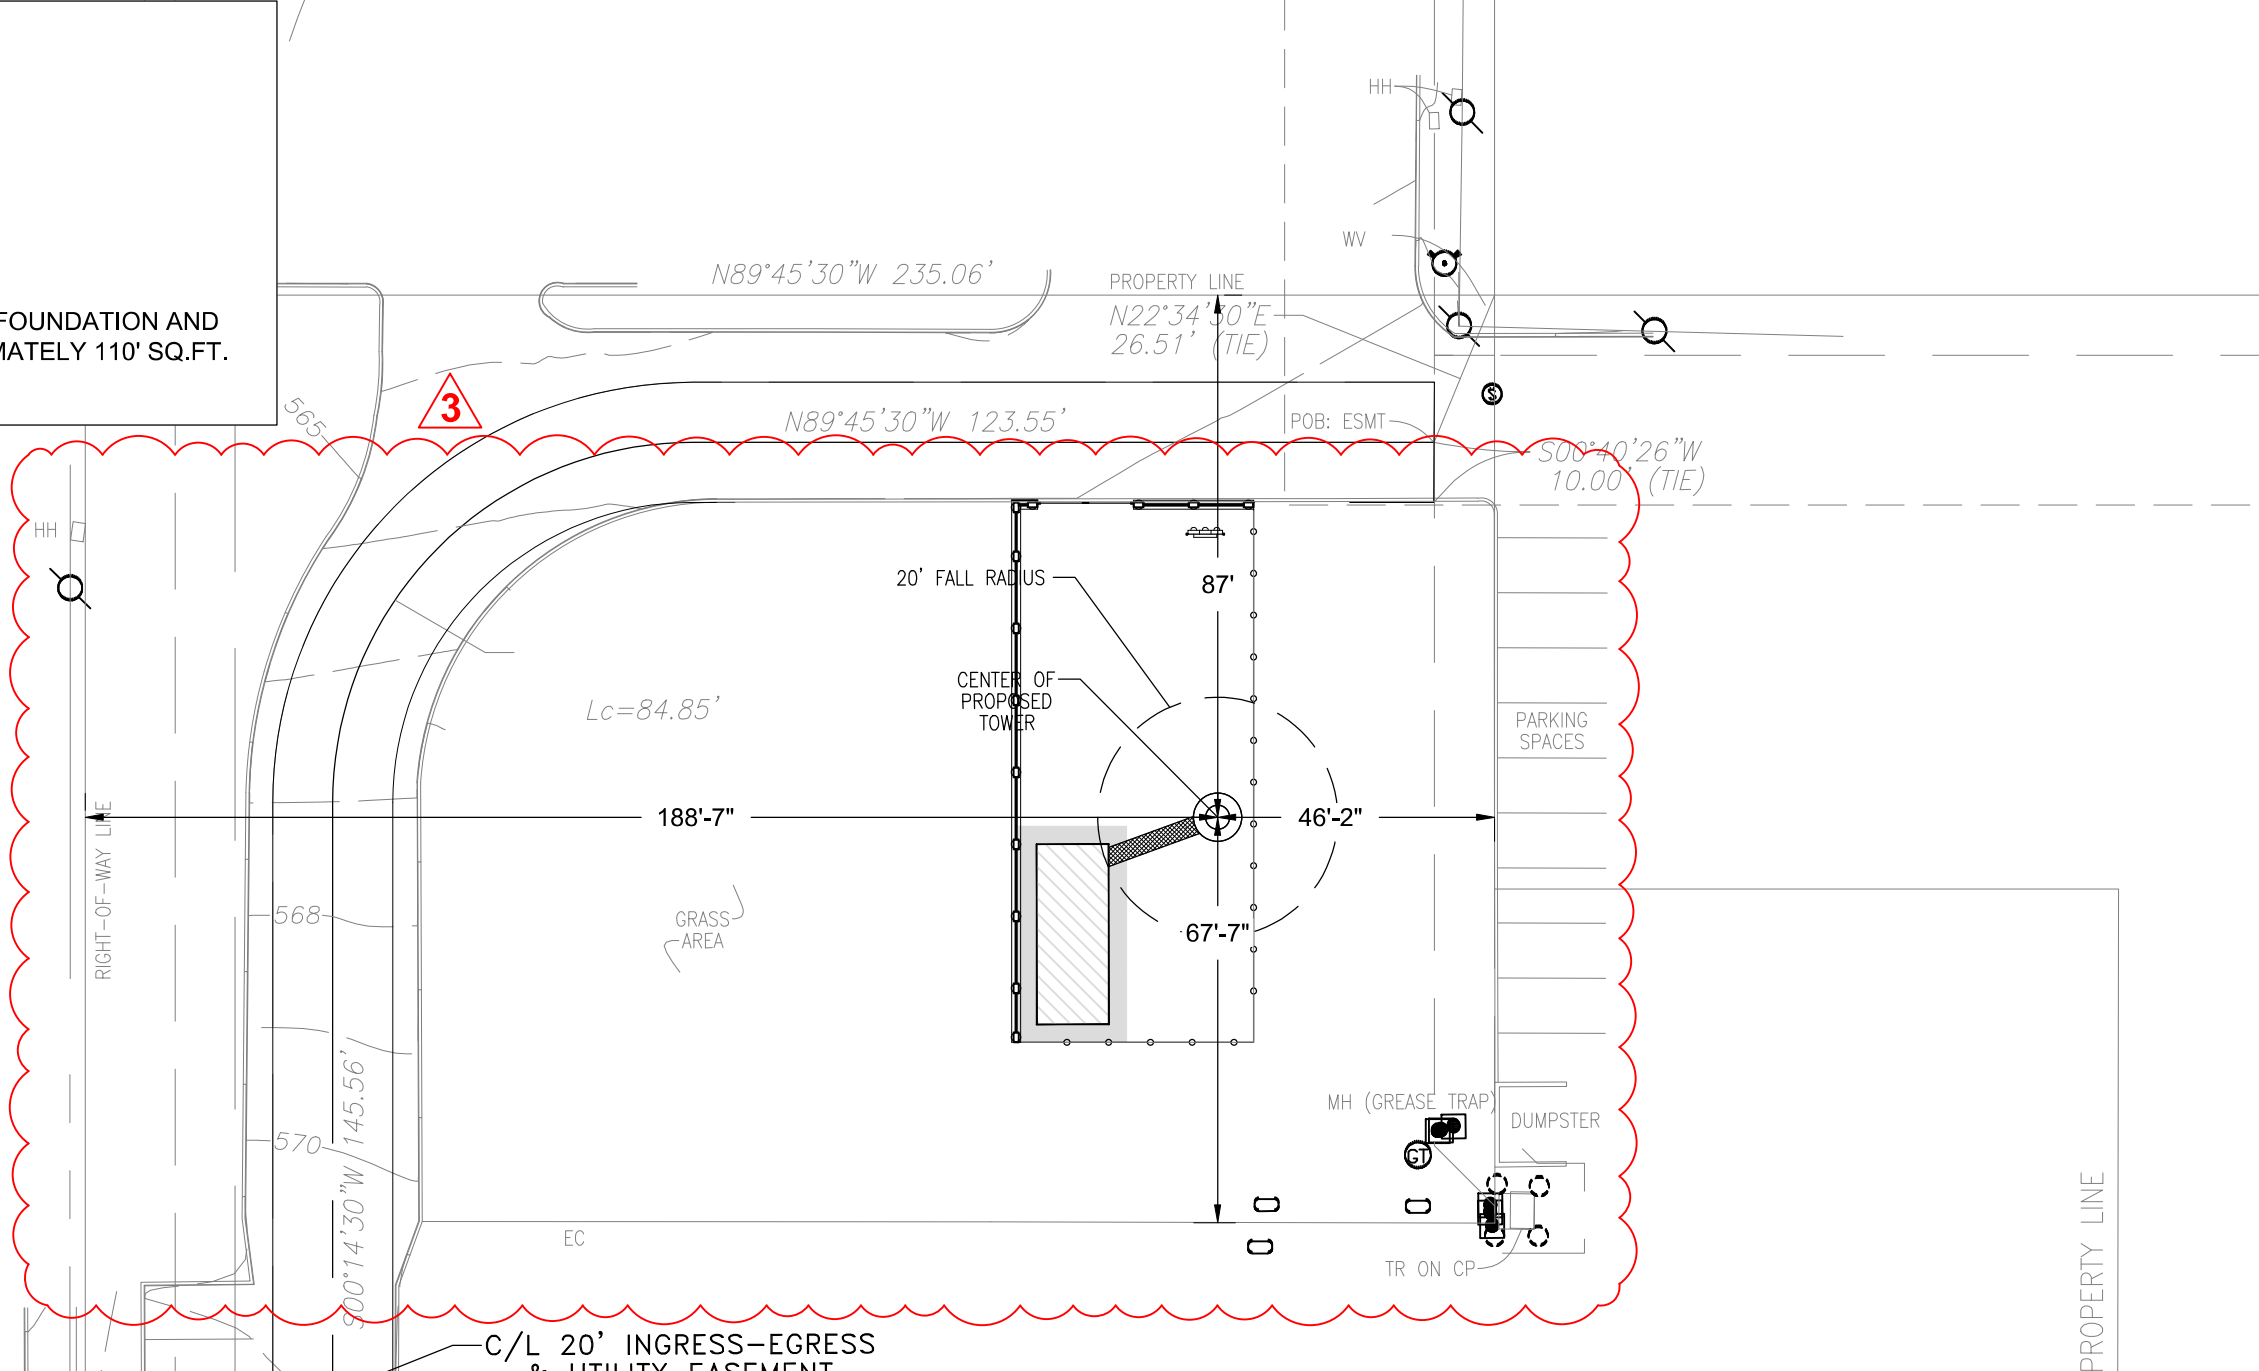 FOUNDATION AND
MATELY 110' SQ.FT.
HH
WV
N89°45'30"W 235.06'
PROPERTY LINE
N22°34'30"E
26.51' (TIE)
3
565
N89°45'30"W 123.55'
POB: ESMT
S00°40'26"W
10.00' (TIE)
HH
20' FALL RADIUS
87'
CENTER OF
PROPOSED
TOWER
Lc=84.85'
PARKING
SPACES
188'-7"
46'-2"
RIGHT-OF-WAY LINE
568
GRASS
AREA
67'-7"
MH (GREASE TRAP)
DUMPSTER
GT
570
S00°14'30"W 145.56'
EC
TR ON CP
PROPERTY LINE
C/L 20' INGRESS-EGRESS
& UTILITY EASEMENT
S